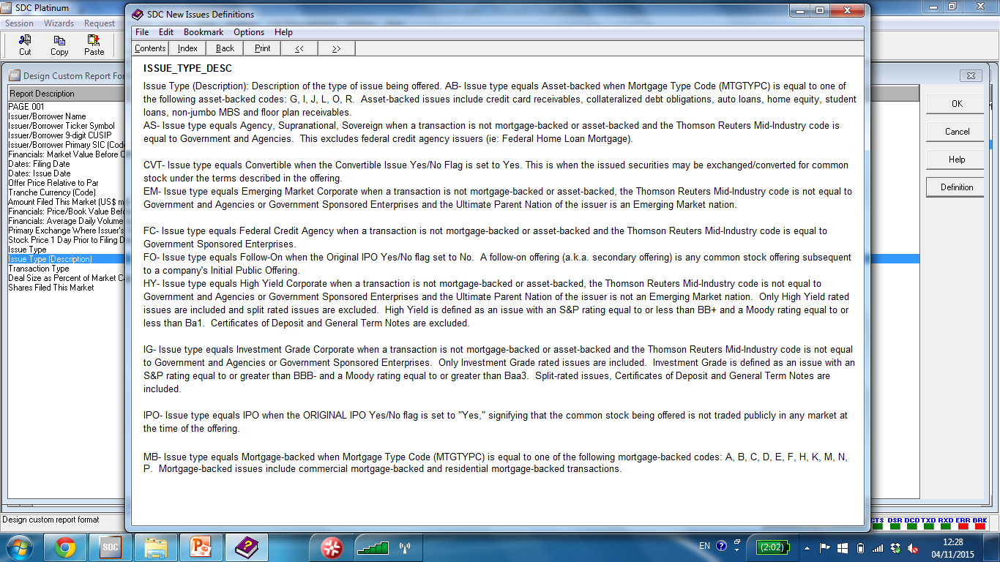 SDC Platinum
Session Wizards Request
Cut Copy Paste
SDC New Issues Definitions
File Edit Bookmark Options Help
Contents Index Back Print << >>
ISSUE_TYPE_DESC
Issue Type (Description): Description of the type of issue being offered. AB- Issue type equals Asset-backed when Mortgage Type Code (MTGTYPC) is equal to one of
the following asset-backed codes: G, I, J, L, O, R. Asset-backed issues include credit card receivables, collateralized debt obligations, auto loans, home equity, student
loans, non-jumbo MBS and floor plan receivables.
AS- Issue type equals Agency, Supranational, Sovereign when a transaction is not mortgage-backed or asset-backed and the Thomson Reuters Mid-Industry code is
equal to Government and Agencies. This excludes federal credit agency issuers (ie: Federal Home Loan Mortgage).
CVT- Issue type equals Convertible when the Convertible Issue Yes/No Flag is set to Yes. This is when the issued securities may be exchanged/converted for common
stock under the terms described in the offering.
EM- Issue type equals Emerging Market Corporate when a transaction is not mortgage-backed or asset-backed, the Thomson Reuters Mid-Industry code is not equal to
Government and Agencies or Government Sponsored Enterprises and the Ultimate Parent Nation of the issuer is an Emerging Market nation.
FC- Issue type equals Federal Credit Agency when a transaction is not mortgage-backed or asset-backed and the Thomson Reuters Mid-Industry code is equal to
Government Sponsored Enterprises.
FO- Issue type equals Follow-On when the Original IPO Yes/No flag set to No. A follow-on offering (a.k.a. secondary offering) is any common stock offering subsequent
to a company's Initial Public Offering.
HY- Issue type equals High Yield Corporate when a transaction is not mortgage-backed or asset-backed, the Thomson Reuters Mid-Industry code is not equal to
Government and Agencies or Government Sponsored Enterprises and the Ultimate Parent Nation of the issuer is not an Emerging Market nation. Only High Yield rated
issues are included and split rated issues are excluded. High Yield is defined as an issue with an S&P rating equal to or less than BB+ and a Moody rating equal to or
less than Ba1. Certificates of Deposit and General Term Notes are excluded.
IG- Issue type equals Investment Grade Corporate when a transaction is not mortgage-backed or asset-backed and the Thomson Reuters Mid-Industry code is not equal
to Government and Agencies or Government Sponsored Enterprises. Only Investment Grade rated issues are included. Investment Grade is defined as an issue with an
S&P rating equal to or greater than BBB- and a Moody rating equal to or greater than Baa3. Split-rated issues, Certificates of Deposit and General Term Notes are
included.
IPO- Issue type equals IPO when the ORIGINAL IPO Yes/No flag is set to "Yes," signifying that the common stock being offered is not traded publicly in any market at
the time of the offering.
MB- Issue type equals Mortgage-backed when Mortgage Type Code (MTGTYPC) is equal to one of the following mortgage-backed codes: A, B, C, D, E, F, H, K, M, N,
P. Mortgage-backed issues include commercial mortgage-backed and residential mortgage-backed transactions.
SDC Design Custom Report For
Report Description
PAGE 001
Issuer/Borrower Name
Issuer/Borrower Ticker Symbol
Issuer/Borrower 9-digit CUSIP
Issuer/Borrower Primary SIC (Code
Financials: Market Value Before O
Dates: Filing Date
Dates: Issue Date
Offer Price Relative to Par
Tranche Currency (Code)
Amount Filed This Market (US$ m
Financials: Price/Book Value Bef
Financials: Average Daily Volume
Primary Exchange Where Issuer's
Stock Price 1 Day Prior to Filing D
Issue Type
Issue Type (Description)
Transaction Type
Deal Size as Percent of Market C
Shares Filed This Market
OK
Cancel
Help
Definition
Design custom report format
CTS DSR DCD TXD RXD ERR BRK
SDC
EN
(2:02)
12:28
04/11/2015